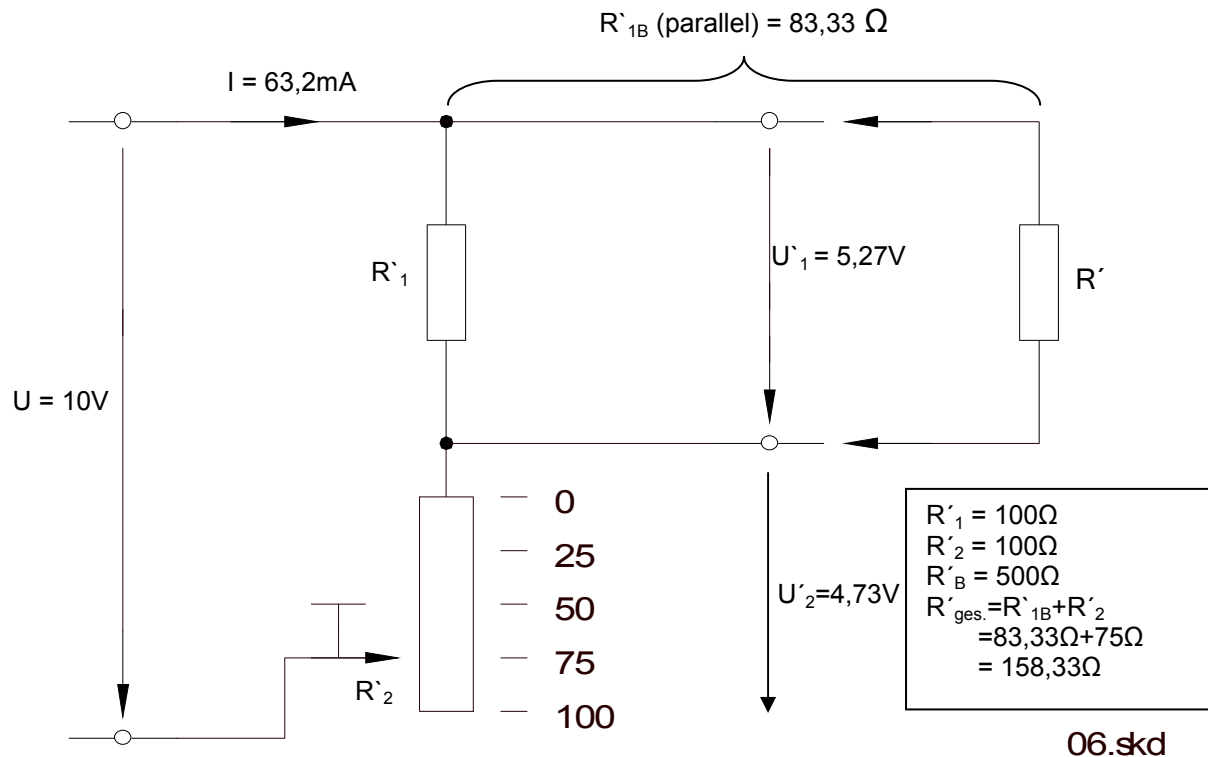 R`1B (parallel) = 83,33 Ω
I = 63,2mA
R`1
U`1 = 5,27V
R´
U = 10V
0
25
50
75
100
R`2
U´2=4,73V
R´1 = 100Ω
R´2 = 100Ω
R´B = 500Ω
R´ges.=R`1B+R´2
=83,33Ω+75Ω
= 158,33Ω
06.skd